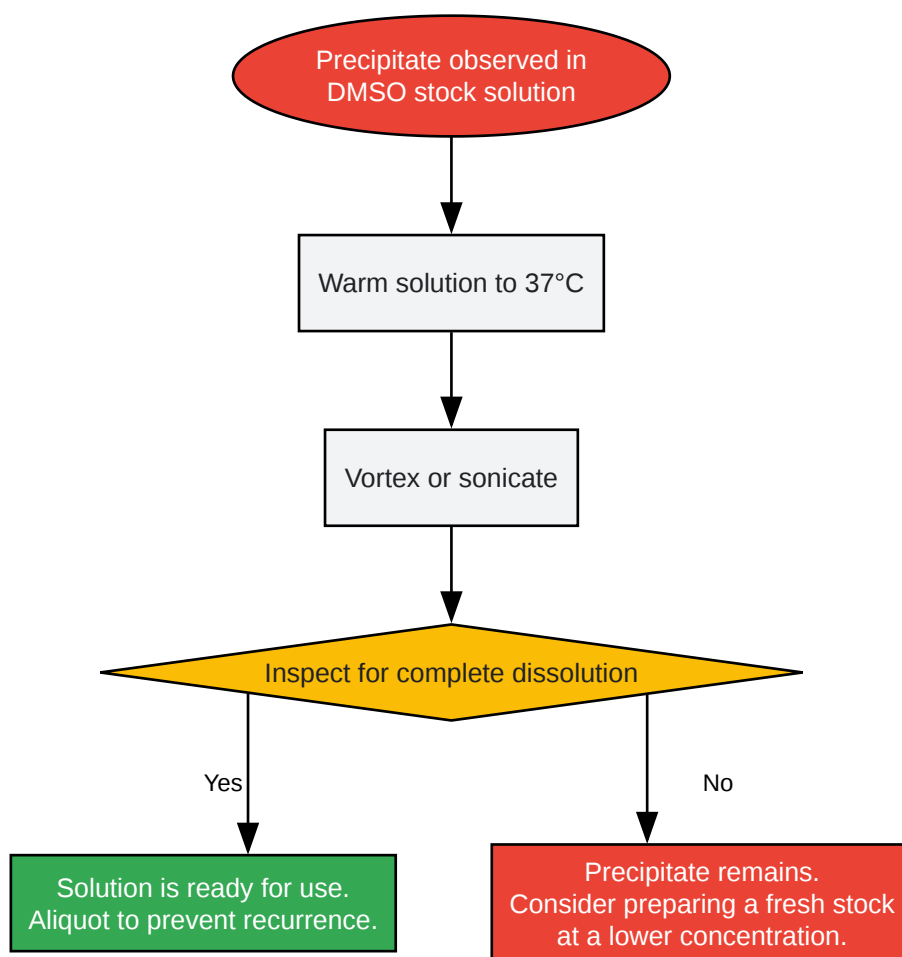 Precipitate observed in
DMSO stock solution
Warm solution to 37°C
Vortex or sonicate
Inspect for complete dissolution
Yes
No
Solution is ready for use.
Aliquot to prevent recurrence.
Precipitate remains.
Consider preparing a fresh stock
at a lower concentration.